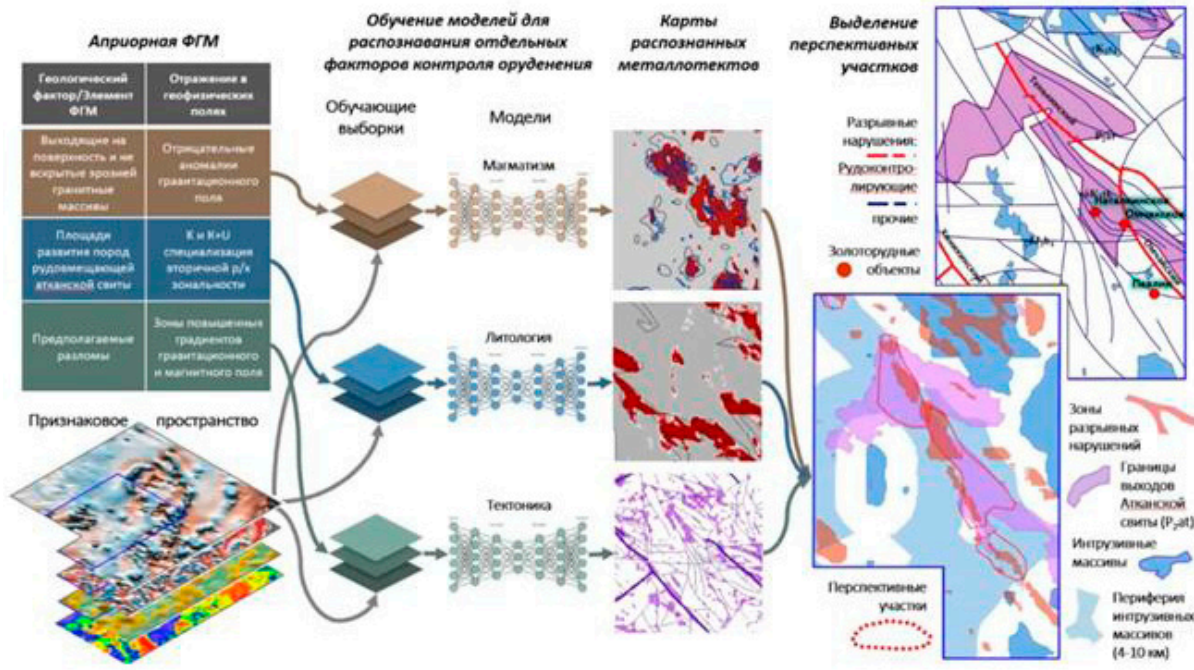 Априорная ФГМ
Геологический
фактор/Элемент
ФГМ
Отражение в
геофизических
полях
Выходящие на
поверхность и не
вскрытые эрозией
гранитные
массивы
Отрицательные
аномалии
гравитационного
поля
Площади
развития пород
рудовмещающей
атканской свиты
K и K+U
специализация
вторичной р/х
зональности
Предполагаемые
разломы
Зоны повышенных
градиентов
гравитационного
и магнитного поля
Признаковое пространство
Обучение моделей для
распознавания отдельных
факторов контроля оруденения
Обучающие
выборки
Модели
Магматизм
Литология
Тектоника
Карты
распознанных
металлотектов
Выделение
перспективных
участков
Разрывные
нарушения:
Рудоконтро-
лирующие
прочие
Золоторудные
объекты
Наталкинское
Омчакское
Павлик
Зоны
разрывных
нарушений
Границы
выходов
Атканской
свиты (P₂at)
Интрузивные
массивы
Периферия
интрузивных
массивов
(4-10 км)
Перспективные
участки